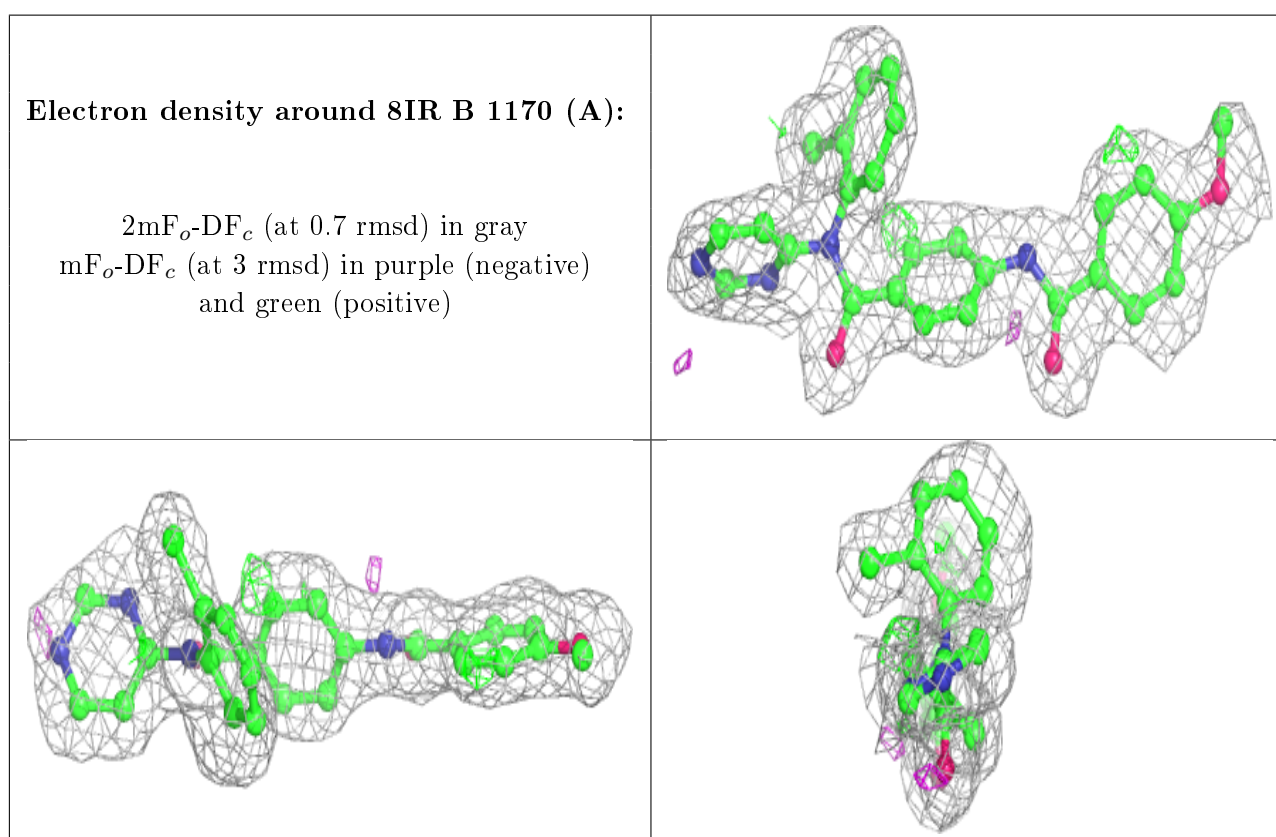 Electron density around 8IR B 1170 (A):
2mFo-DFc (at 0.7 rmsd) in gray
mFo-DFc (at 3 rmsd) in purple (negative)
and green (positive)